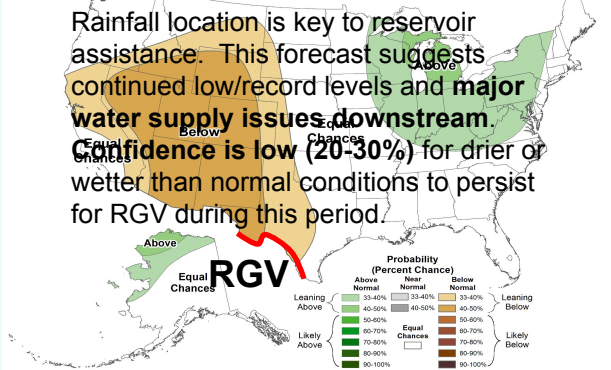 Rainfall location is key to reservoir
assistance. This forecast suggests
continued low/record levels and major
water supply issues downstream.
Confidence is low (20-30%) for drier or
wetter than normal conditions to persist
for RGV during this period.
Above
Below
Equal
Chances
Equal
Chances
Above
Equal
Chances
RGV
Probability
(Percent Chance)
Above
Normal
Near
Normal
Below
Normal
Leaning
Above
33-40%
33-40%
33-40%
Leaning
Below
40-50%
40-50%
40-50%
50-60%
50-60%
Likely
Above
60-70%
Equal
Chances
60-70%
Likely
Below
70-80%
70-80%
80-90%
80-90%
90-100%
90-100%